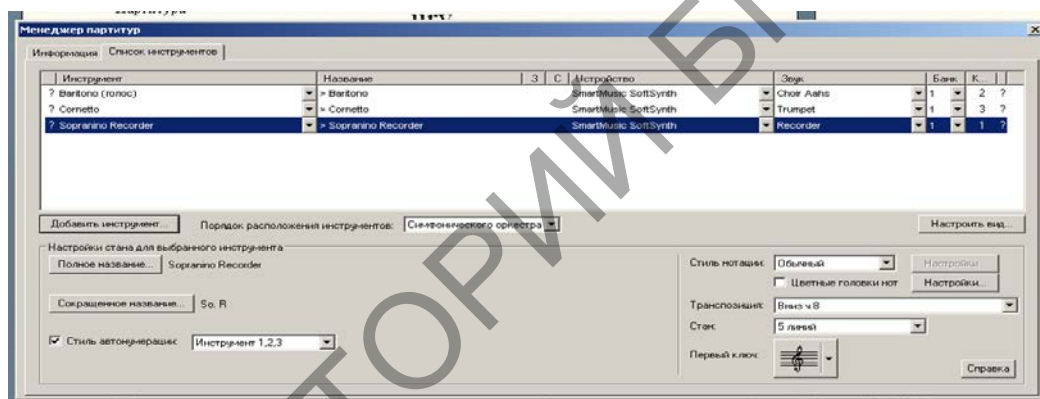 Партитура
Менеджер партитур
Информация Список инструментов
Инструмент Название З С Устройство Звук Банк К...
? Baritono (голос) > Baritono SmartMusic SoftSynth Choir Aahs 1 2 ?
? Cornetto > Cornetto SmartMusic SoftSynth Trumpet 1 3 ?
? Sopranino Recorder > Sopranino Recorder SmartMusic SoftSynth Recorder 1 1 ?
Добавить инструмент... Порядок расположения инструментов: Симфонического оркестра Настроить вид...
Настройки стана для выбранного инструмента
Полное название... Sopranino Recorder Стиль нотации: Обычный Настройки...
Цветные головки нот Настройки...
Сокращенное название... So. R Транспозиция: Вниз ч.8
Стан: 5 линий
Стиль автонумерации: Инструмент 1,2,3
Первый ключ:
Справка
ТОРИЙ Б